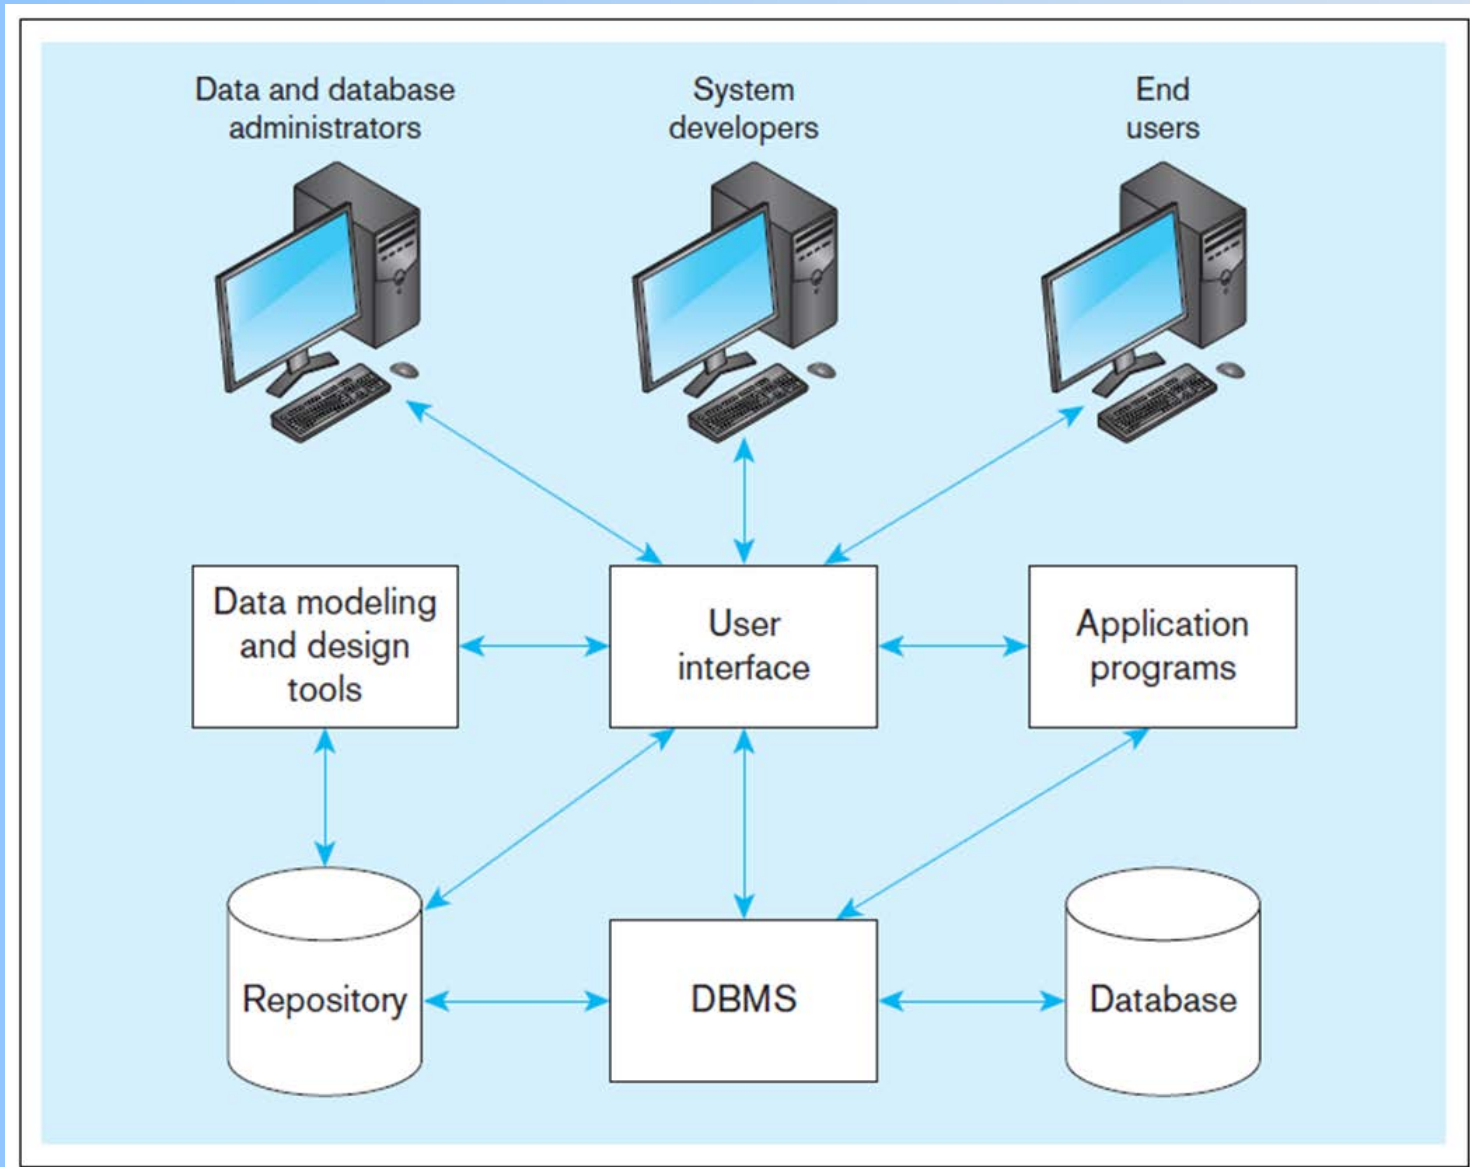 Data and database
administrators
System
developers
End
users
Data modeling
and design
tools
User
interface
Application
programs
Repository
DBMS
Database